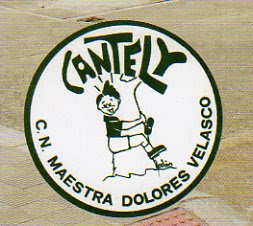 CANTELY
C.N. MAESTRA DOLORES VELASCO